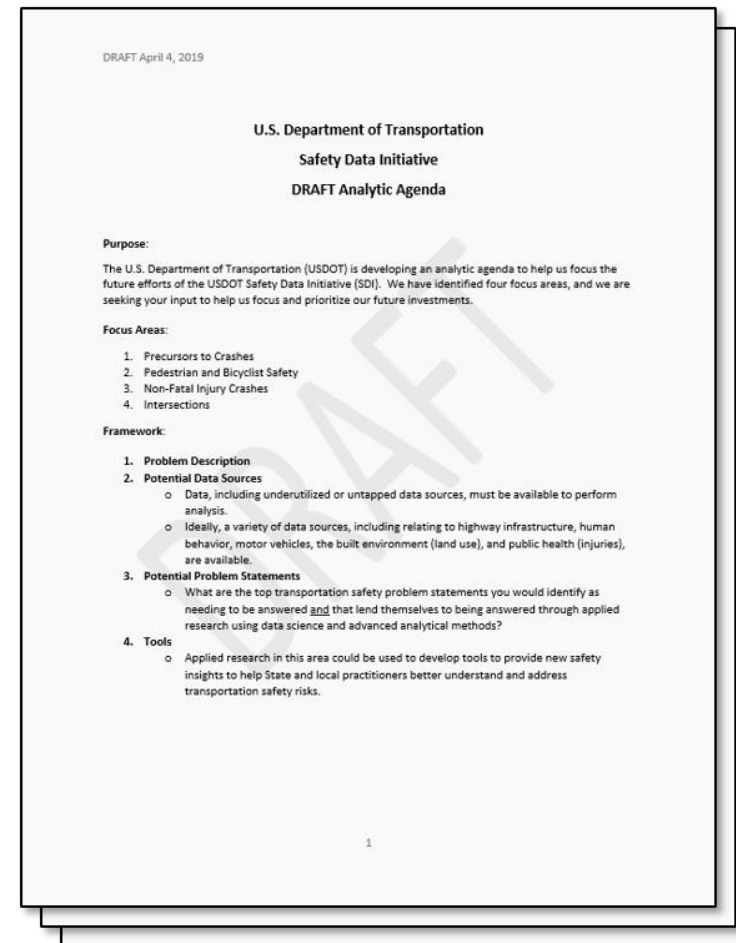 DRAFT April 4, 2019
U.S. Department of Transportation
Safety Data Initiative
DRAFT Analytic Agenda
Purpose:
The U.S. Department of Transportation (USDOT) is developing an analytic agenda to help us focus the
future efforts of the USDOT Safety Data Initiative (SDI).  We have identified four focus areas, and we are
seeking your input to help us focus and prioritize our future investments.
Focus Areas:
1. Precursors to Crashes
2. Pedestrian and Bicyclist Safety
3. Non-Fatal Injury Crashes
4. Intersections
Framework:
1. Problem Description
2. Potential Data Sources
o Data, including underutilized or untapped data sources, must be available to perform
analysis.
o Ideally, a variety of data sources, including relating to highway infrastructure, human
behavior, motor vehicles, the built environment (land use), and public health (injuries),
are available.
3. Potential Problem Statements
o What are the top transportation safety problem statements you would identify as
needing to be answered and that lend themselves to being answered through applied
research using data science and advanced analytical methods?
4. Tools
o Applied research in this area could be used to develop tools to provide new safety
insights to help State and local practitioners better understand and address
transportation safety risks.
DRAFT
1